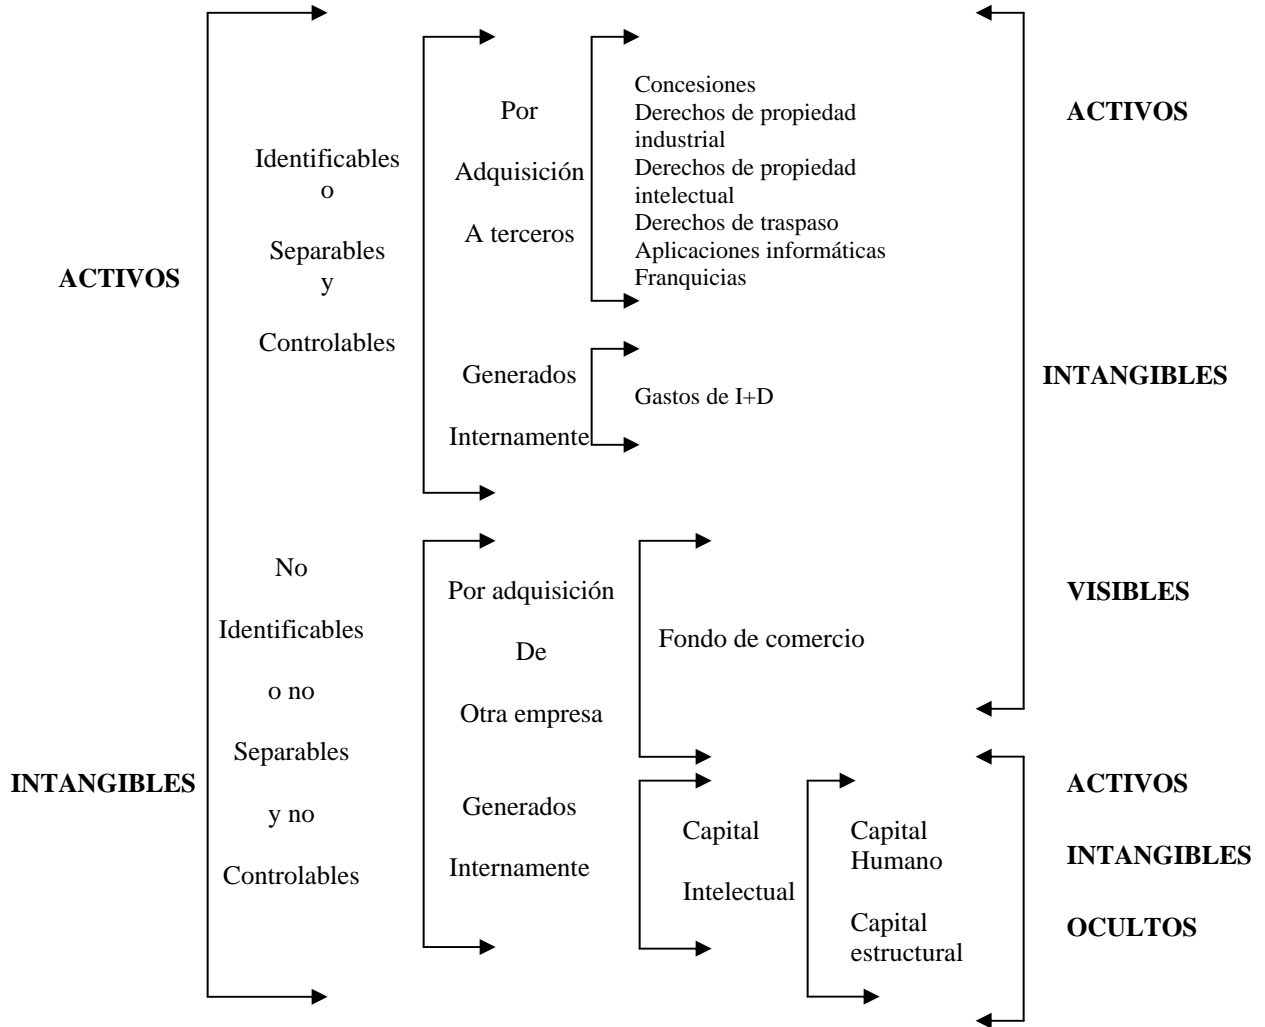 ACTIVOS
INTANGIBLES
Identificables
o
Separables
y
Controlables
Por
Adquisición
A terceros
Concesiones
Derechos de propiedad
industrial
Derechos de propiedad
intelectual
Derechos de traspaso
Aplicaciones informáticas
Franquicias
Generados
Internamente
Gastos de I+D
No
Identificables
o no
Separables
y no
Controlables
Por adquisición
De
Otra empresa
Fondo de comercio
Generados
Internamente
Capital
Intelectual
Capital
Humano
Capital
estructural
ACTIVOS
INTANGIBLES
VISIBLES
ACTIVOS
INTANGIBLES
OCULTOS